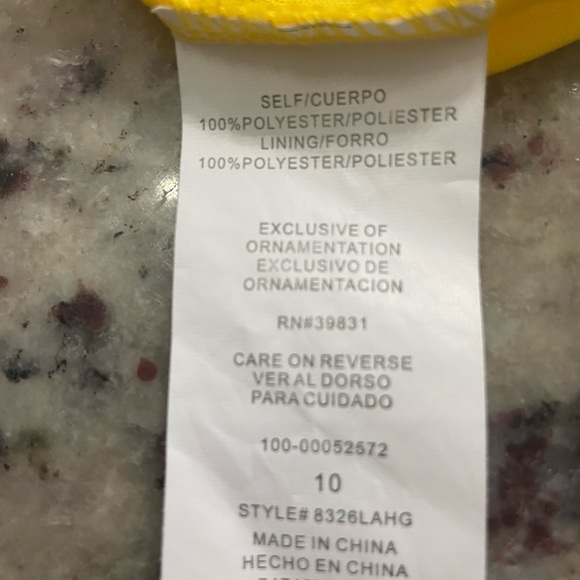 SELF/CUERPO
100%POLYESTER/POLIESTER
LINING/FORRO
100%POLYESTER/POLIESTER
EXCLUSIVE OF
ORNAMENTATION
EXCLUSIVO DE
ORNAMENTACION
RN#39831
CARE ON REVERSE
VER AL DORSO
PARA CUIDADO
100-00052572
10
STYLE# 8326LAHG
MADE IN CHINA
HECHO EN CHINA